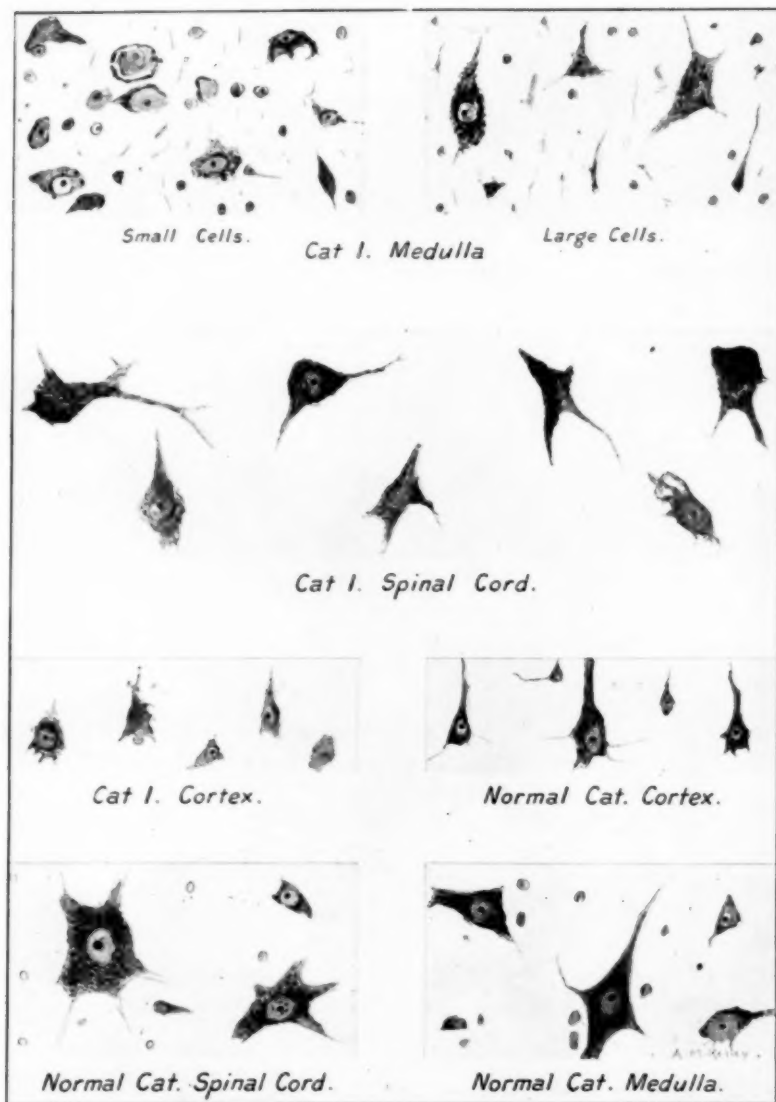 Small Cells.
Large Cells.
Cat I. Medulla
Cat I. Spinal Cord.
Cat I. Cortex.
Normal Cat. Cortex.
Normal Cat. Spinal Cord.
Normal Cat. Medulla.